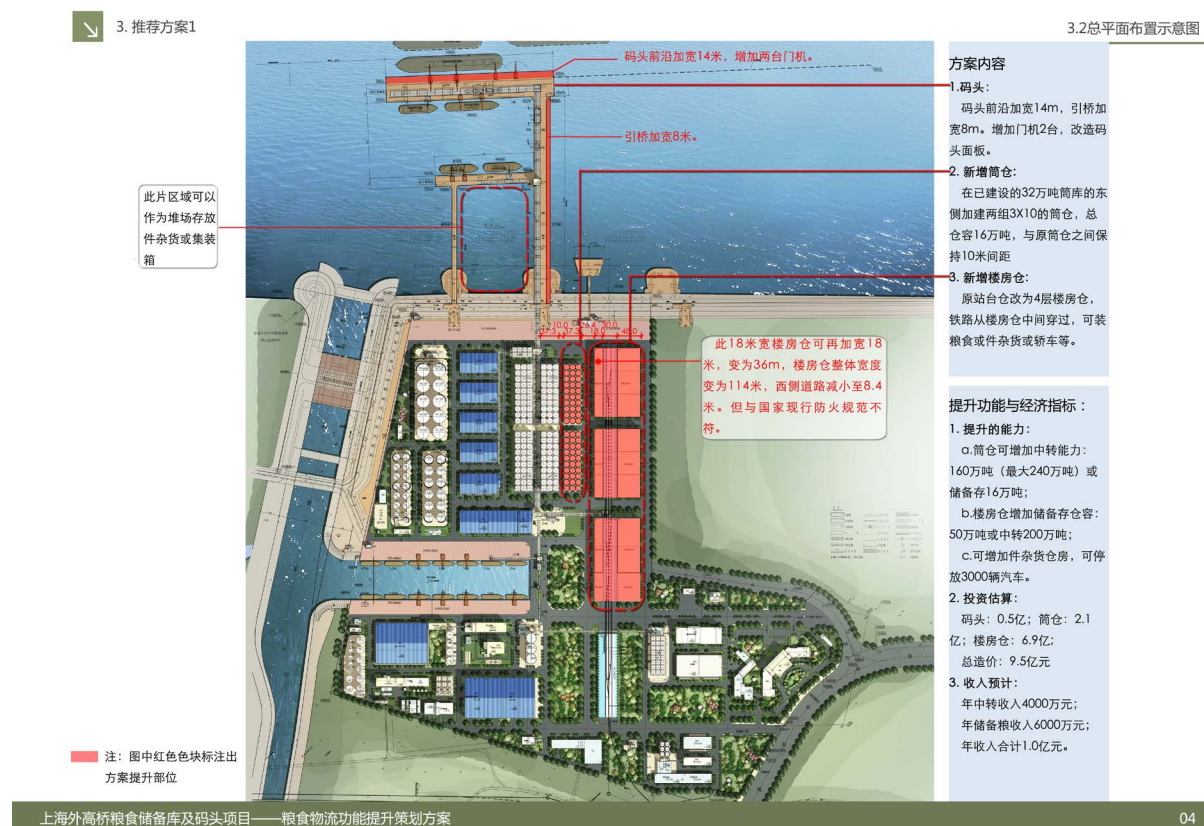 3. 推荐方案1
3.2总平面布置示意图
码头前沿加宽14米，增加两台门机。
引桥加宽8米。
此片区域可以
作为堆场存放
件杂货或集装
箱
此18米宽楼房仓可再加宽18
米，变为36m，楼房仓整体宽度
变为114米，西侧道路减小至8.4
米。但与国家现行防火规范不
符。
方案内容
1.码头：
码头前沿加宽14m，引桥加
宽8m。增加门机2台，改造码
头面板。
2. 新增筒仓：
在已建设的32万吨筒库的东
侧加建两组3X10的筒仓，总
仓容16万吨，与原筒仓之间保
持10米间距
3. 新增楼房仓：
原站台仓改为4层楼房仓，
铁路从楼房仓中间穿过，可装
粮食或件杂货或轿车等。
提升功能与经济指标：
1. 提升的能力：
a.筒仓可增加中转能力：
160万吨（最大240万吨）或
储备存16万吨；
b.楼房仓增加储备存仓容：
50万吨或中转200万吨；
c.可增加件杂货仓房，可停
放3000辆汽车。
2. 投资估算：
码头：0.5亿；筒仓：2.1
亿；楼房仓：6.9亿；
总造价：9.5亿元
3. 收入预计：
年中转收入4000万元；
年储备粮收入6000万元；
年收入合计1.0亿元。
注：图中红色色块标注出
方案提升部位
上海外高桥粮食储备库及码头项目——粮食物流功能提升策划方案
04